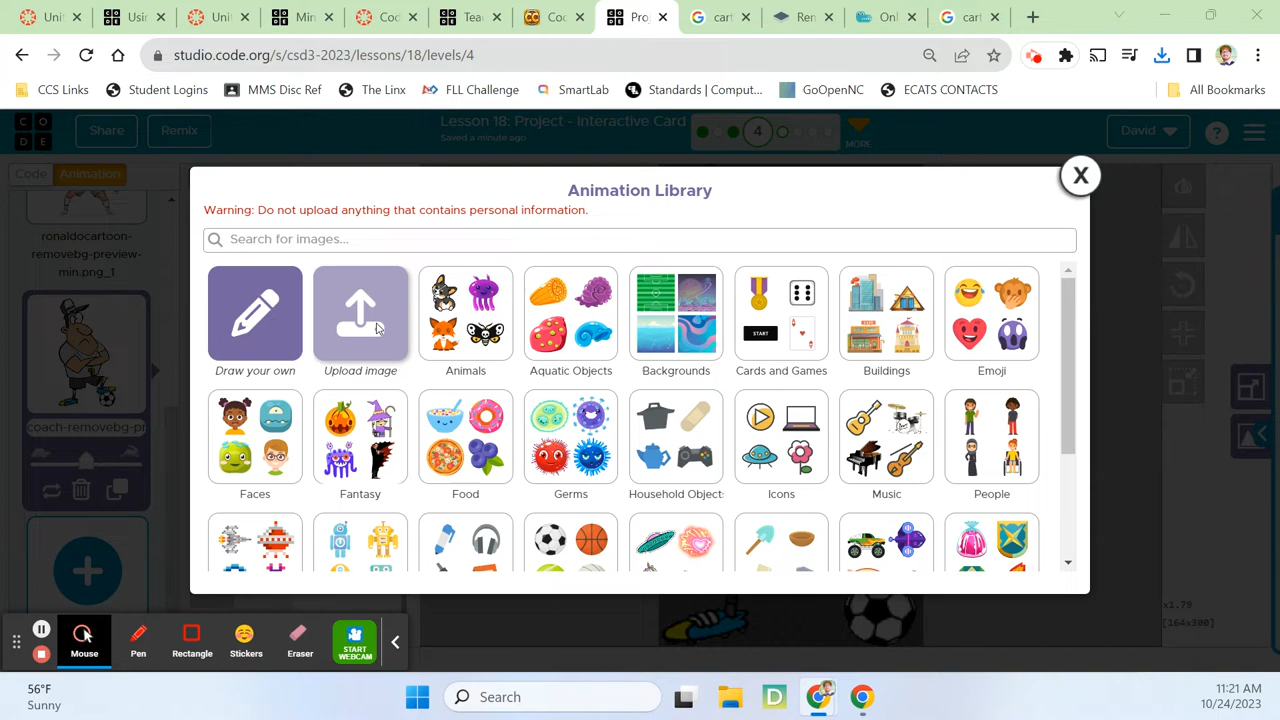 Uni
Intr
Uni
Min
Cod
Tea
Coc
Pro
cart
Ren
Onl
cart
studio.code.org/s/csd3-2023/lessons/18/levels/4
CCS Links
Student Logins
MMS Disc Ref
The Linx
FLL Challenge
SmartLab
Standards | Comput...
GoOpenNC
ECATS CONTACTS
All Bookmarks
C O
D E
Share
Remix
Lesson 18: Project - Interactive Card
Saved a minute ago
4
MORE
David
?
Code
Animation
Animation Library
X
Warning: Do not upload anything that contains personal information.
Search for images...
ronaldocartoon-
removebg-preview-
min.png_1
START
A
Draw your own
Upload image
Animals
Aquatic Objects
Backgrounds
Cards and Games
Buildings
Emoji
coach-removebg-pr
Faces
Fantasy
Food
Germs
Household Object
Icons
Music
People
x1.79
[164x300]
Mouse
Pen
Rectangle
Stickers
Eraser
START
WEBCAM
56°F
Sunny
Search
D
11:21 AM
10/24/2023